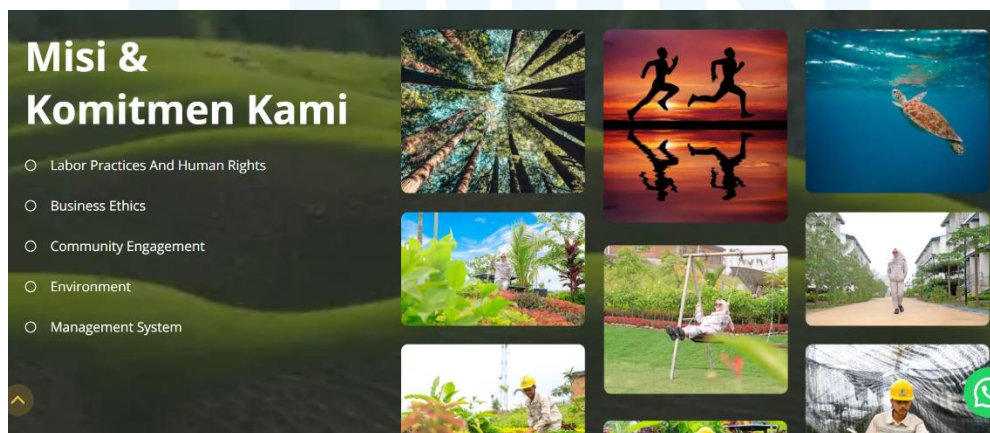 Misi &
Komitmen Kami
Labor Practices And Human Rights
Business Ethics
Community Engagement
Environment
Management System